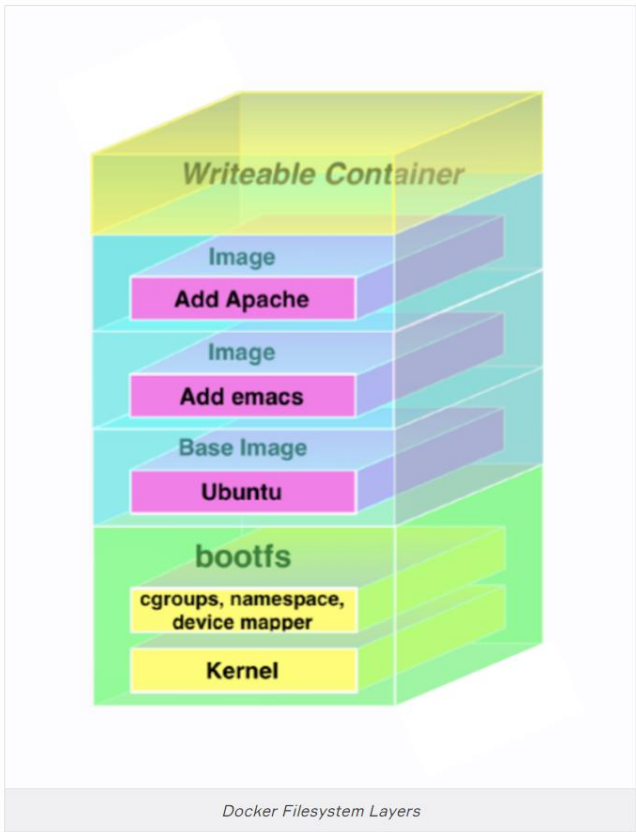 Writeable Container
Image
Add Apache
Image
Add emacs
Base Image
Ubuntu
bootfs
cgroups, namespace,
device mapper
Kernel
Docker Filesystem Layers